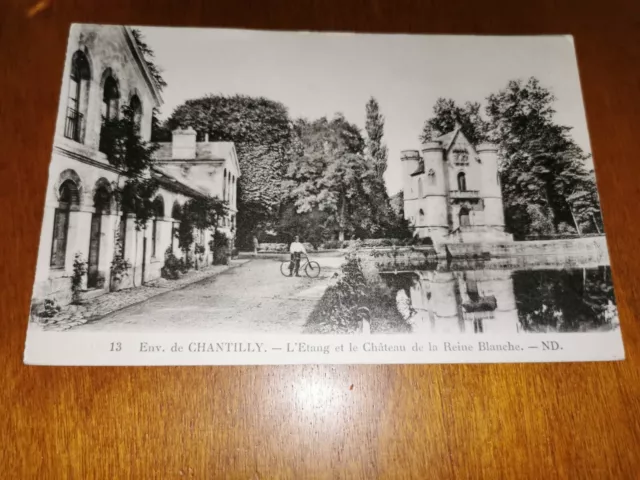 13 Env. de CHANTILLY. — L'Etang et le Château de la Reine Blanche. — ND.